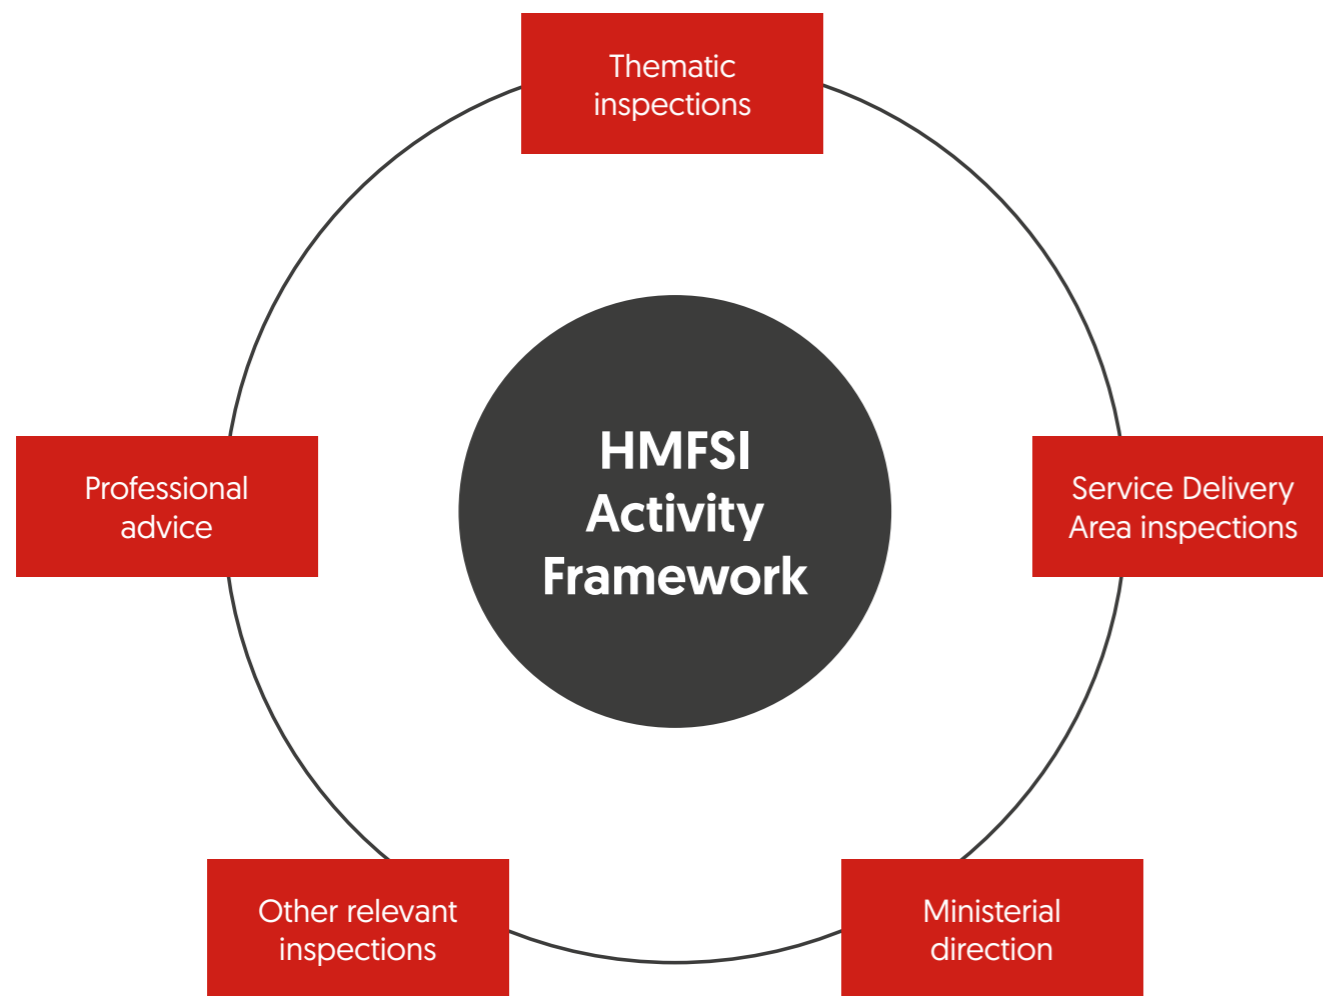 Thematic
inspections
Professional
advice
HMFSI
Activity
Framework
Service Delivery
Area inspections
Other relevant
inspections
Ministerial
direction